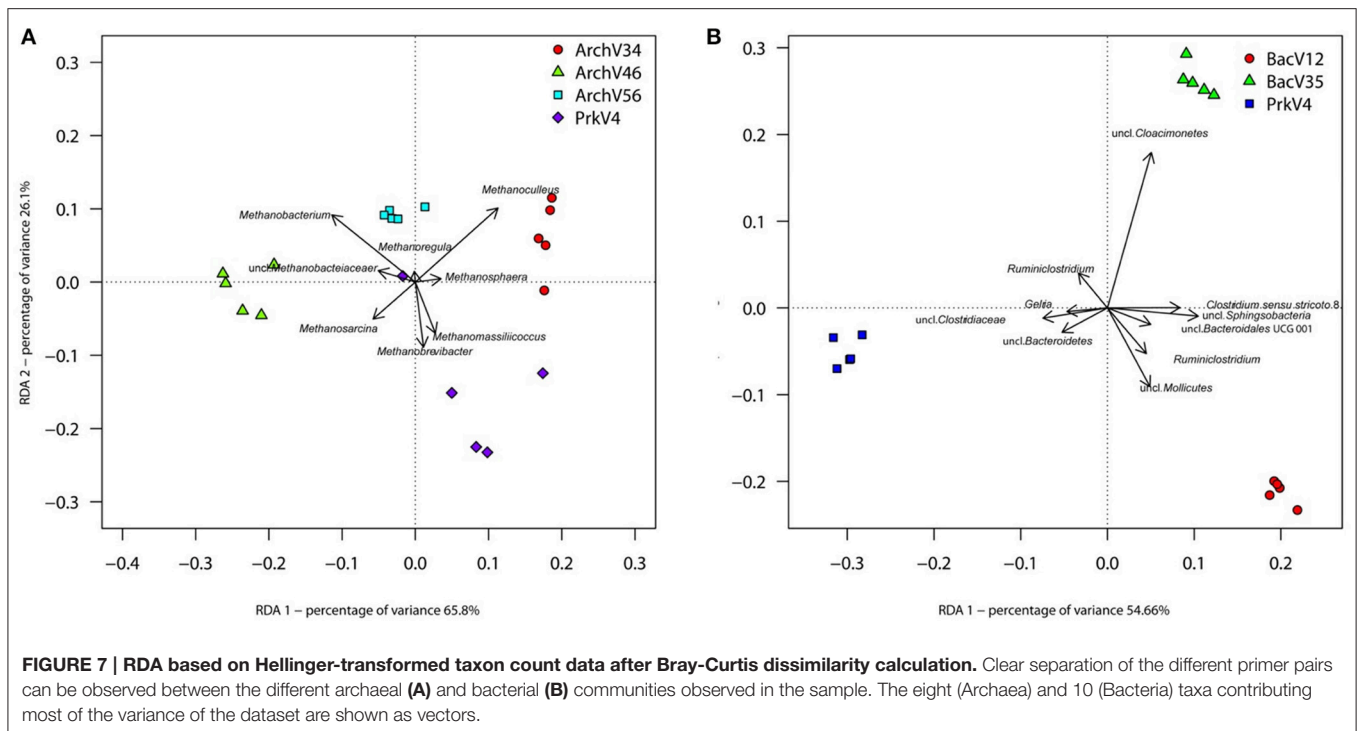 A
ArchV34
ArchV46
ArchV56
PrkV4
0.3
0.2
0.1
0.0
−0.1
−0.2
−0.3
RDA 2 − percentage of variance 26.1%
Methanoculleus
Methanobacterium
Methanoregula
uncl.Methanobacteiaceaer
Methanosphaera
Methanosarcina
Methanomassiliicoccus
Methanobrevibacter
−0.4
−0.3
−0.2
−0.1
0.0
0.1
0.2
0.3
RDA 1 − percentage of variance 65.8%
B
BacV12
BacV35
PrkV4
0.3
0.2
0.1
0.0
−0.1
−0.2
uncl.Cloacimonetes
Ruminiclostridium
Gelria
Clostridium.sensu.stricto.8.
uncl.Clostridiaceae
uncl.Sphingsobacteria
uncl.Bacteroidales UCG 001
uncl.Bacteroidetes
Ruminiclostridium
uncl.Mollicutes
−0.3
−0.2
−0.1
0.0
0.1
0.2
RDA 1 − percentage of variance 54.66%
FIGURE 7 | RDA based on Hellinger-transformed taxon count data after Bray-Curtis dissimilarity calculation. Clear separation of the different primer pairs
can be observed between the different archaeal (A) and bacterial (B) communities observed in the sample. The eight (Archaea) and 10 (Bacteria) taxa contributing
most of the variance of the dataset are shown as vectors.